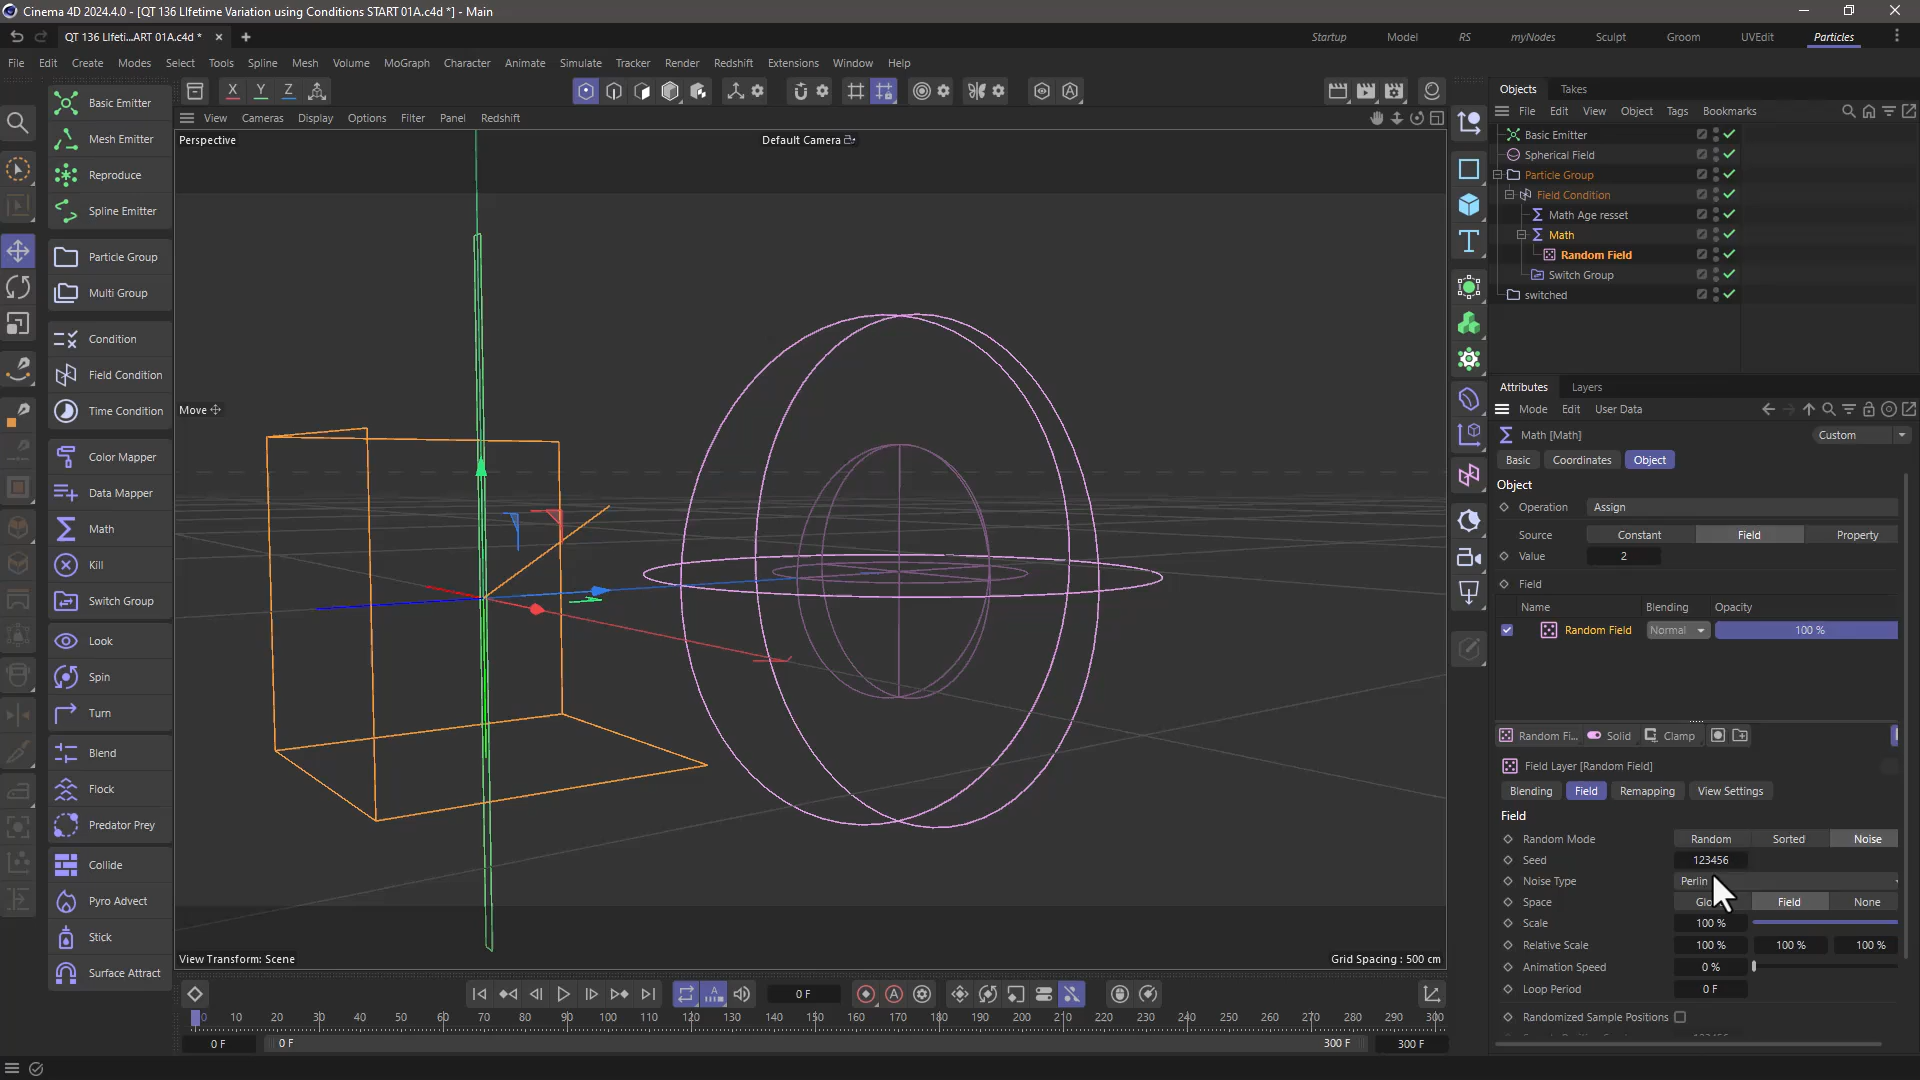 Cinema 4D 2024.4.0 - [QT 136 LIfetime Variation using Conditions START 01A.c4d *] - Main
QT 136 LIfeti...ART 01A.c4d *
Startup Model RS myNodes Sculpt Groom UVEdit Particles
File Edit Create Modes Select Tools Spline Mesh Volume MoGraph Character Animate Simulate Tracker Render Redshift Extensions Window Help
X Y Z
View Cameras Display Options Filter Panel Redshift
Perspective
Default Camera
Move
View Transform: Scene
Grid Spacing : 500 cm
Basic Emitter
Mesh Emitter
Reproduce
Spline Emitter
Particle Group
Multi Group
Condition
Field Condition
Time Condition
Color Mapper
Data Mapper
Math
Kill
Switch Group
Look
Spin
Turn
Blend
Flock
Predator Prey
Collide
Pyro Advect
Stick
Surface Attract
0 F
0 10 20 30 40 50 60 70 80 90 100 110 120 130 140 150 160 170 180 190 200 210 220 230 240 250 260 270 280 290 300
0 F 0 F 300 F 300 F
Objects Takes
File Edit View Object Tags Bookmarks
Basic Emitter
Spherical Field
Particle Group
Field Condition
Math Age resset
Math
Random Field
Switch Group
switched
Attributes Layers
Mode Edit User Data
Math [Math] Custom
Basic Coordinates Object
Object
Operation Assign
Source Constant Field Property
Value 2
Field
Name Blending Opacity
Random Field Normal 100 %
Random Fi... Solid Clamp
Field Layer [Random Field]
Blending Field Remapping View Settings
Field
Random Mode Random Sorted Noise
Seed 123456
Noise Type Perlin
Space Field None
Scale 100 %
Relative Scale 100 % 100 % 100 %
Animation Speed 0 %
Loop Period 0 F
Randomized Sample Positions